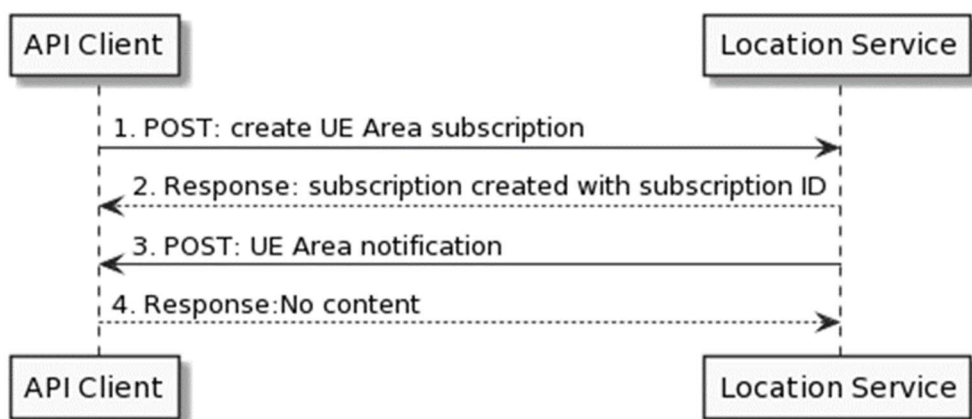 API Client
Location Service
1. POST: create UE Area subscription
2. Response: subscription created with subscription ID
3. POST: UE Area notification
4. Response:No content
API Client
Location Service